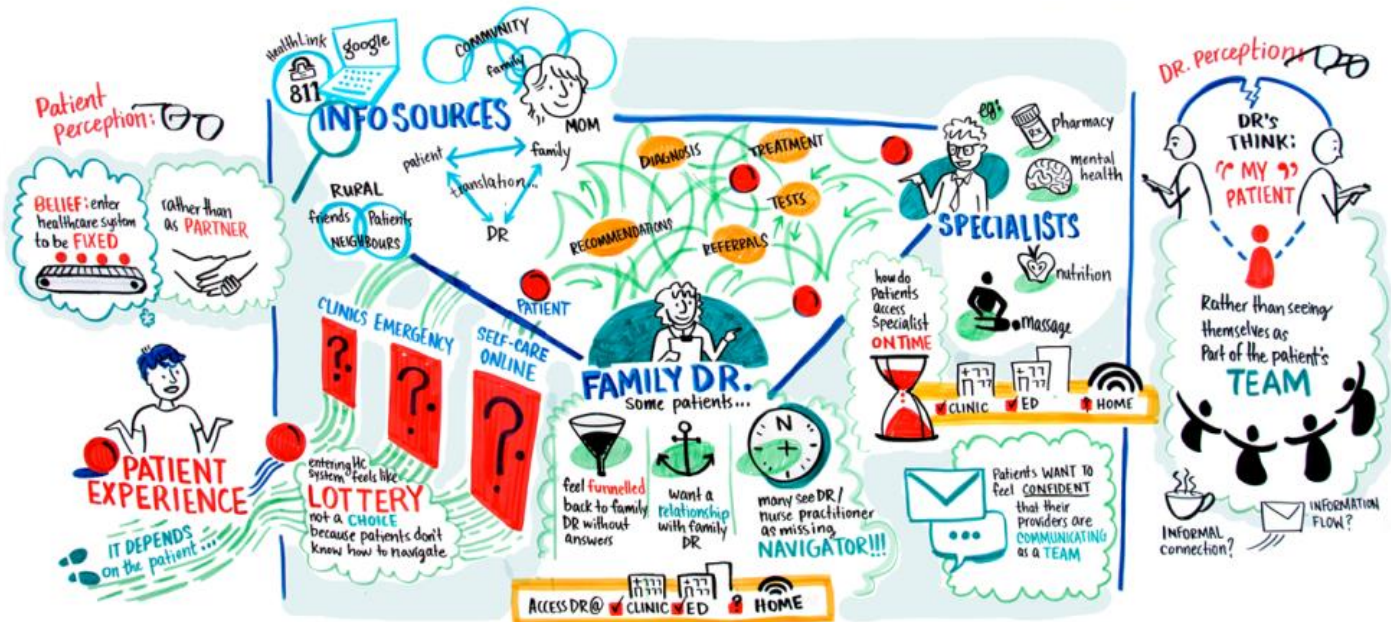 Patient
Perception:
BELIEF: enter
healthcare system
to be FIXED
rather than
as PARTNER
PATIENT
EXPERIENCE
IT DEPENDS
on the patient...
HealthLink
811
google
INFO SOURCES
COMMUNITY
family
MOM
patient
family
translation...
DR
RURAL
friends Patients
NEIGHBOURS
CLINICS
EMERGENCY
SELF-CARE
ONLINE
?
?
?
entering HC
system feels like
LOTTERY
not a CHOICE
because patients don't
know how to navigate
DIAGNOSIS
TREATMENT
TESTS
RECOMMENDATIONS
REFERRALS
PATIENT
FAMILY DR.
some patients...
feel funnelled
back to family
DR without
answers
want a
relationship
with family
DR
N
many see DR/
nurse practitioner
as missing
NAVIGATOR!!!
ACCESS DR@ CLINIC ED HOME
eg:
Rx
pharmacy
mental
health
SPECIALISTS
nutrition
massage
how do
Patients
access
Specialist
ON TIME
CLINIC ED HOME
Patients WANT TO
feel CONFIDENT
that their
providers are
COMMUNICATING
as a TEAM
DR. Perception:
DR'S
THINK:
"MY"
PATIENT
Rather than seeing
themselves as
Part of the patient's
TEAM
INFORMAL
connection?
INFORMATION
FLOW?